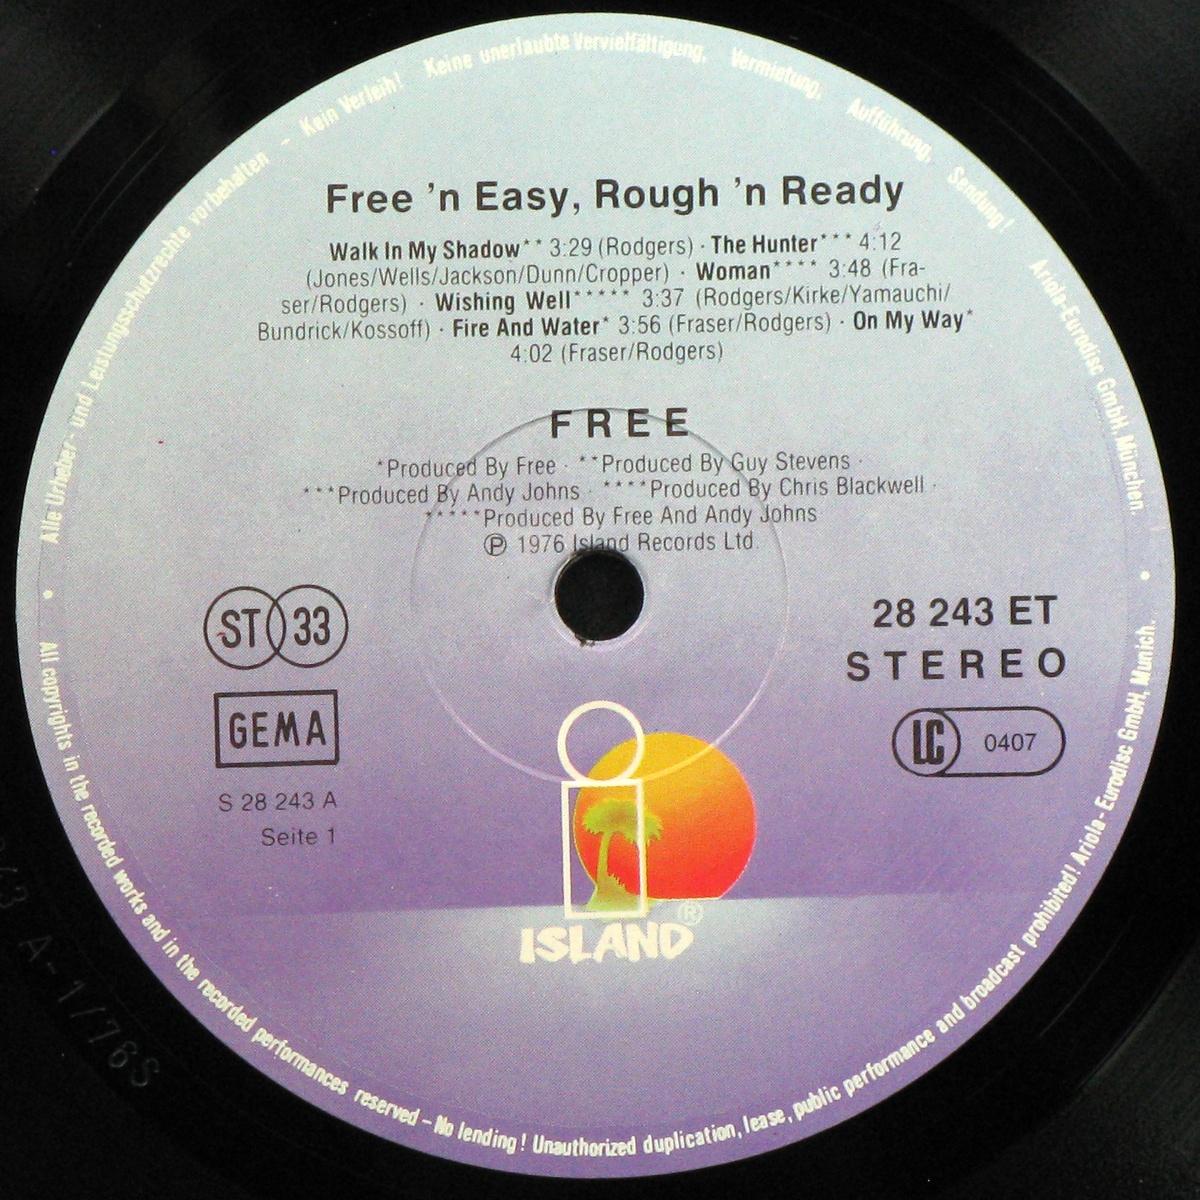 Free 'n Easy, Rough 'n Ready
Walk In My Shadow** 3:29 (Rodgers) · The Hunter*** 4:12
(Jones/Wells/Jackson/Dunn/Cropper) · Woman**** 3:48 (Fra-
ser/Rodgers) · Wishing Well***** 3:37 (Rodgers/Kirke/Yamauchi/
Bundrick/Kossoff) · Fire And Water* 3:56 (Fraser/Rodgers) · On My Way*
4:02 (Fraser/Rodgers)
FREE
*Produced By Free · **Produced By Guy Stevens ·
***Produced By Andy Johns · ****Produced By Chris Blackwell ·
*****Produced By Free And Andy Johns
Ⓟ 1976 Island Records Ltd.
ST 33
GEMA
S 28 243 A
Seite 1
28 243 ET
STEREO
LC 0407
i
ISLAND®
Alle Urheber- und Leistungsschutzrechte vorbehalten – Kein Verleih! Keine unerlaubte Vervielfältigung, Vermietung, Aufführung, Sendung! Ariola-Eurodisc GmbH, München.
All copyrights in the recorded works and in the recorded performances reserved – No lending! Unauthorized duplication, lease, public performance and broadcast prohibited! Ariola-Eurodisc GmbH, Munich.
A-1/76S